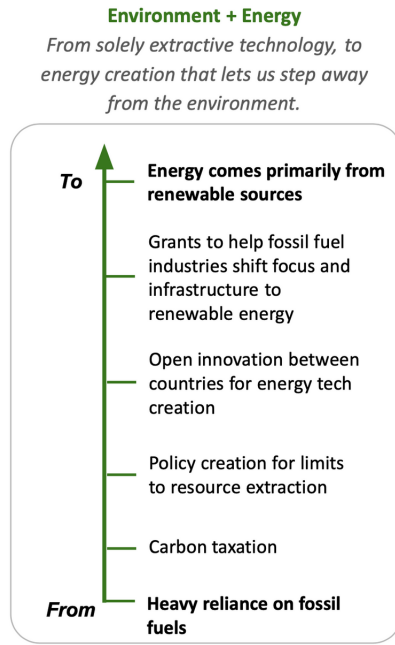 Environment + Energy
From solely extractive technology, to
energy creation that lets us step away
from the environment.
To
Energy comes primarily from
renewable sources
Grants to help fossil fuel
industries shift focus and
infrastructure to
renewable energy
Open innovation between
countries for energy tech
creation
Policy creation for limits
to resource extraction
Carbon taxation
From
Heavy reliance on fossil
fuels